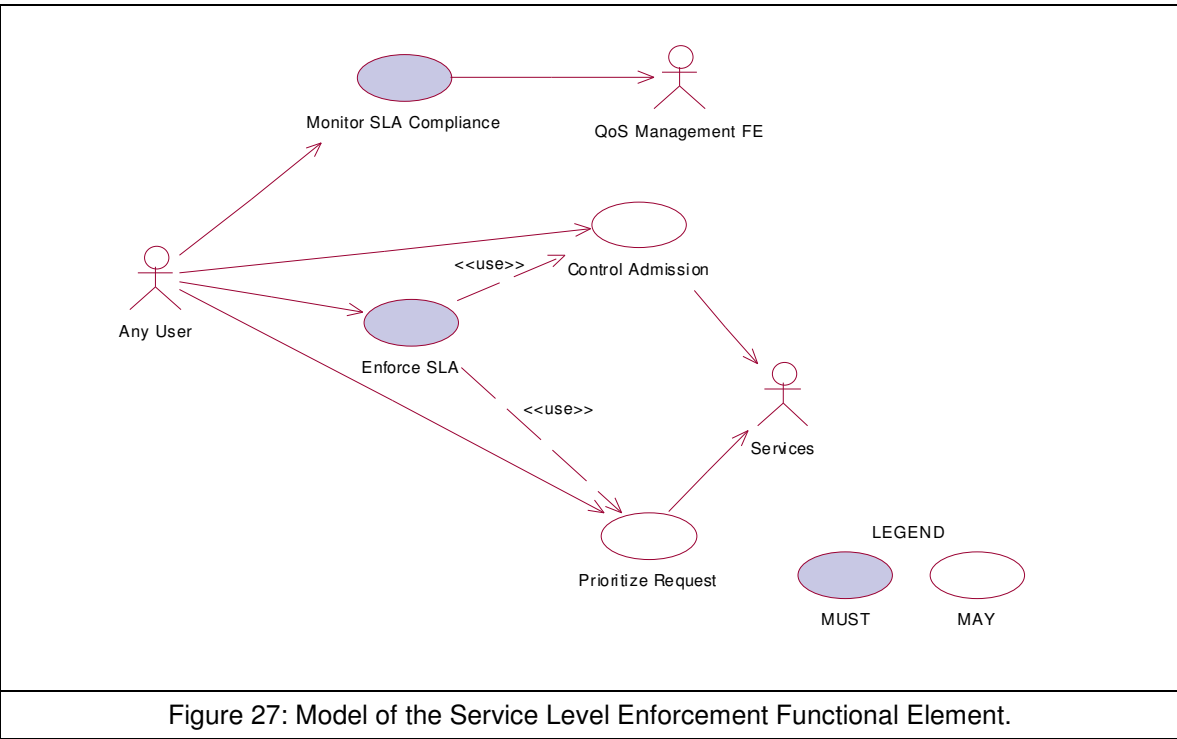 Monitor SLA Compliance
QoS Management FE
<<use>>
Control Admission
Any User
Enforce SLA
<<use>>
Services
Prioritize Request
LEGEND
MUST
MAY
Figure 27: Model of the Service Level Enforcement Functional Element.